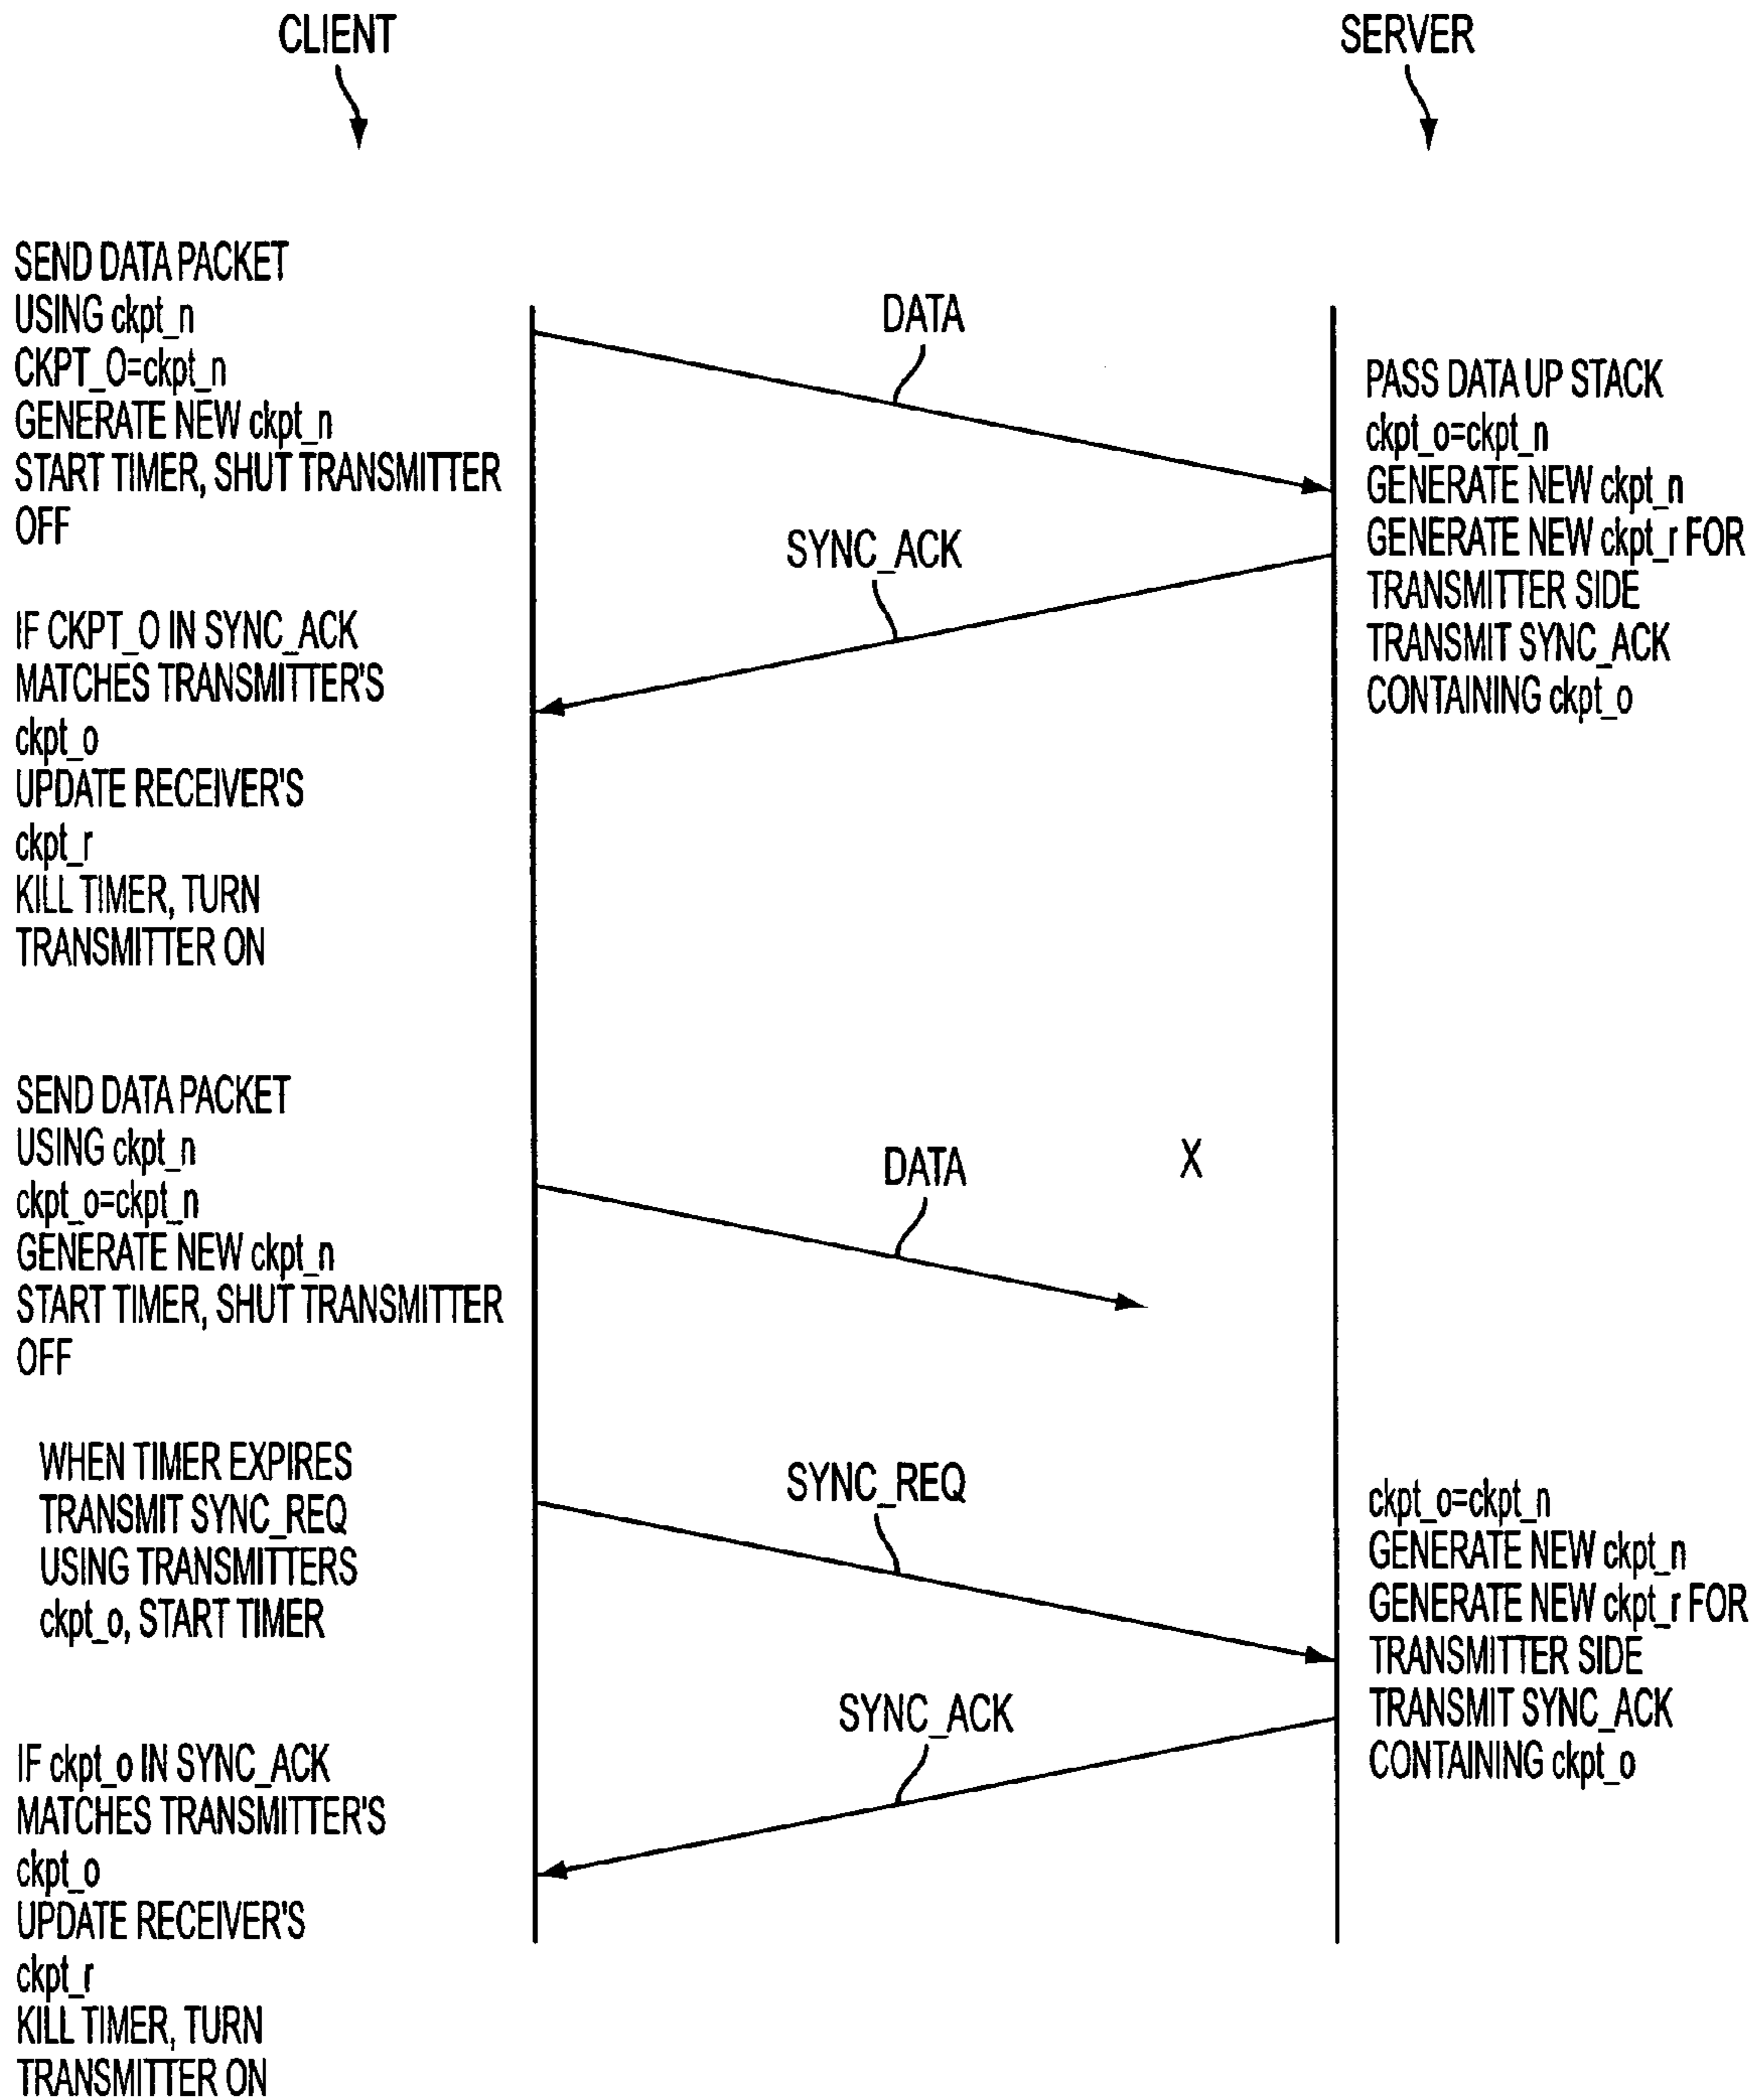 CLIENT
SERVER
SEND DATA PACKET
USING ckpt_n
CKPT_O=ckpt_n
GENERATE NEW ckpt_n
START TIMER, SHUT TRANSMITTER
OFF
DATA
PASS DATA UP STACK
ckpt_o=ckpt_n
GENERATE NEW ckpt_n
GENERATE NEW ckpt_r FOR
TRANSMITTER SIDE
TRANSMIT SYNC_ACK
CONTAINING ckpt_o
SYNC_ACK
IF CKPT_O IN SYNC_ACK
MATCHES TRANSMITTER'S
ckpt_o
UPDATE RECEIVER'S
ckpt_r
KILL TIMER, TURN
TRANSMITTER ON
SEND DATA PACKET
USING ckpt_n
ckpt_o=ckpt_n
GENERATE NEW ckpt_n
START TIMER, SHUT TRANSMITTER
OFF
DATA
X
WHEN TIMER EXPIRES
TRANSMIT SYNC_REQ
USING TRANSMITTERS
ckpt_o, START TIMER
SYNC_REQ
ckpt_o=ckpt_n
GENERATE NEW ckpt_n
GENERATE NEW ckpt_r FOR
TRANSMITTER SIDE
TRANSMIT SYNC_ACK
CONTAINING ckpt_o
SYNC_ACK
IF ckpt_o IN SYNC_ACK
MATCHES TRANSMITTER'S
ckpt_o
UPDATE RECEIVER'S
ckpt_r
KILL TIMER, TURN
TRANSMITTER ON